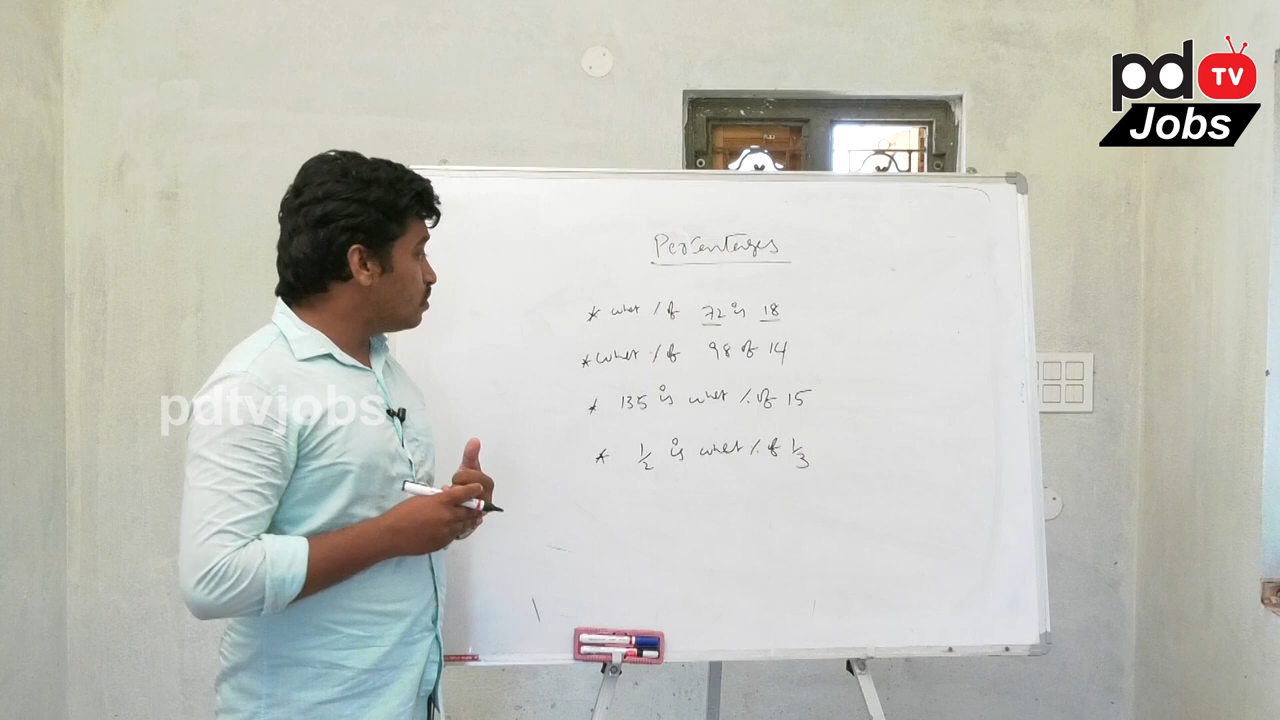 pd TV
Jobs
Percentages
* what % of 72 is 18
* what % of 98 of 14
pdtvjobs
* 135 is what % of 15
* 1/2 is what % of 1/3